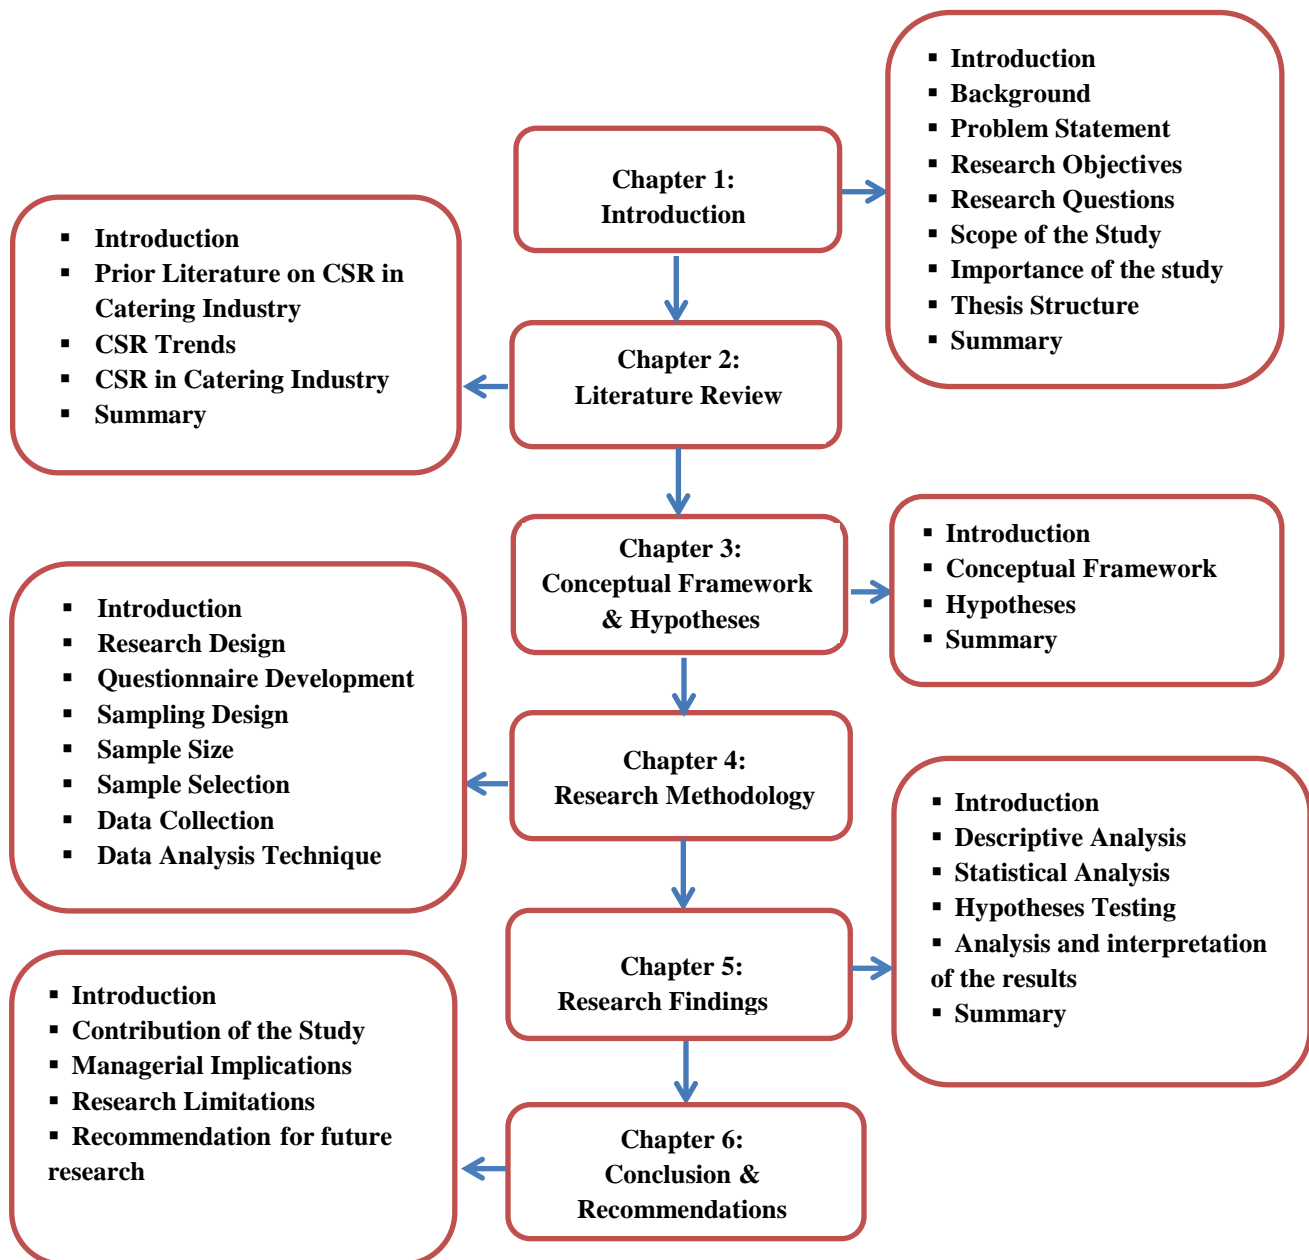 Chapter 1:
Introduction
▪ Introduction
▪ Background
▪ Problem Statement
▪ Research Objectives
▪ Research Questions
▪ Scope of the Study
▪ Importance of the study
▪ Thesis Structure
▪ Summary
Chapter 2:
Literature Review
▪ Introduction
▪ Prior Literature on CSR in
Catering Industry
▪ CSR Trends
▪ CSR in Catering Industry
▪ Summary
Chapter 3:
Conceptual Framework
& Hypotheses
▪ Introduction
▪ Conceptual Framework
▪ Hypotheses
▪ Summary
Chapter 4:
Research Methodology
▪ Introduction
▪ Research Design
▪ Questionnaire Development
▪ Sampling Design
▪ Sample Size
▪ Sample Selection
▪ Data Collection
▪ Data Analysis Technique
Chapter 5:
Research Findings
▪ Introduction
▪ Descriptive Analysis
▪ Statistical Analysis
▪ Hypotheses Testing
▪ Analysis and interpretation
of the results
▪ Summary
Chapter 6:
Conclusion &
Recommendations
▪ Introduction
▪ Contribution of the Study
▪ Managerial Implications
▪ Research Limitations
▪ Recommendation for future
research